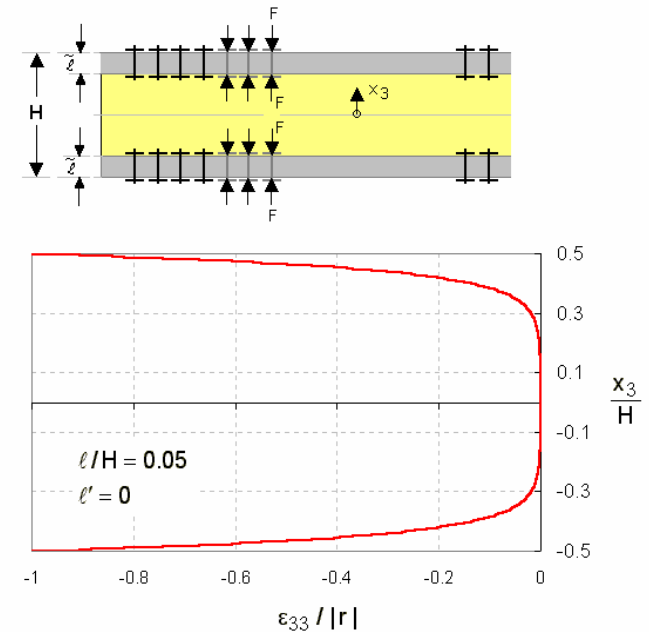 F
ℓ̃
H
x₃
F
F
ℓ̃
F
0.5
0.3
0.1
-0.1
-0.3
-0.5
x₃
H
ℓ/H = 0.05
ℓ′ = 0
-1 -0.8 -0.6 -0.4 -0.2 0
ε₃₃ / |r|